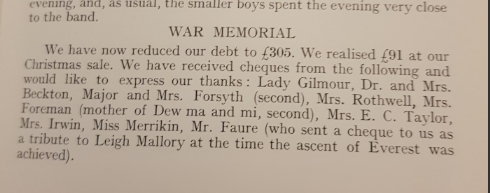 evening, and, as usual, the smaller boys spent the evening very close
to the band.
WAR MEMORIAL
We have now reduced our debt to £305. We realised £91 at our
Christmas sale. We have received cheques from the following and
would like to express our thanks: Lady Gilmour, Dr. and Mrs.
Beckton, Major and Mrs. Forsyth (second), Mrs. Rothwell, Mrs.
Foreman (mother of Dew ma and mi, second), Mrs. E. C. Taylor,
Mrs. Irwin, Miss Merrikin, Mr. Faure (who sent a cheque to us as
a tribute to Leigh Mallory at the time the ascent of Everest was
achieved).